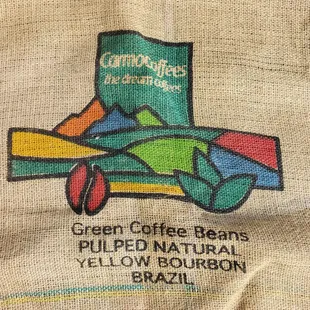 Carmocoffees
the dream coffees
Green Coffee Beans
PULPED NATURAL
YELLOW BOURBON
BRAZIL